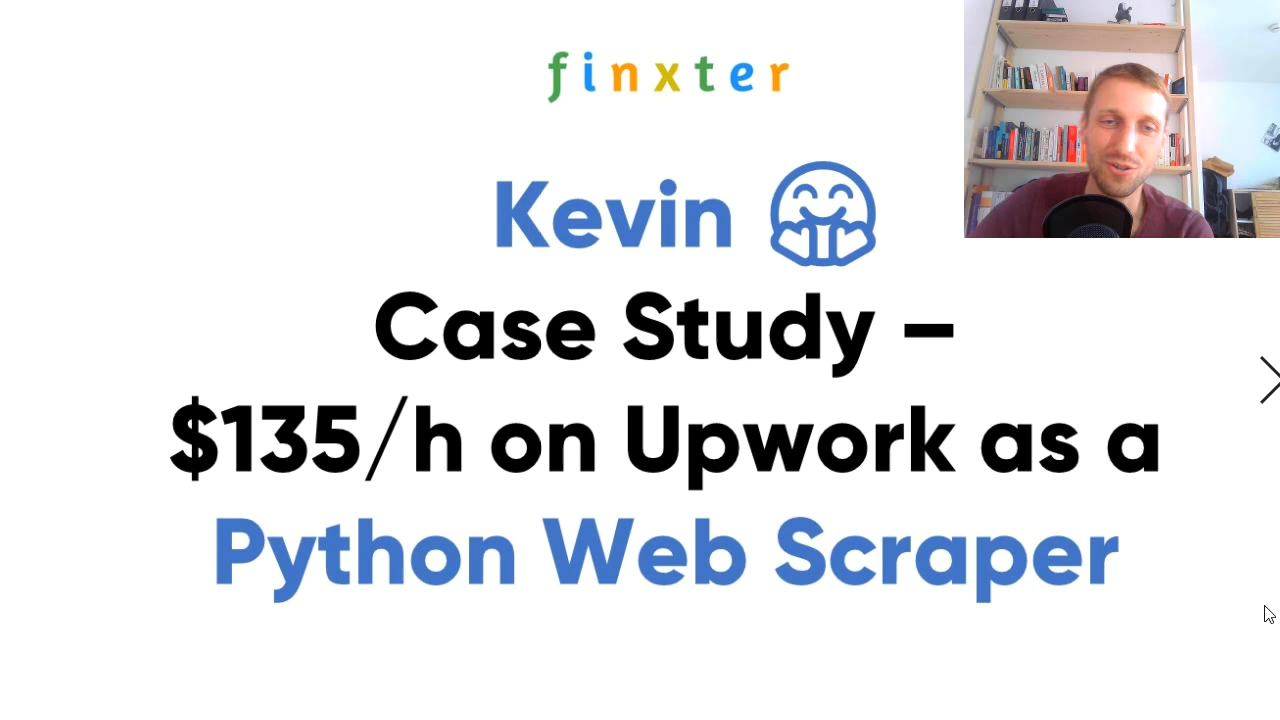 finxter
Kevin
Case Study –
$135/h on Upwork as a
Python Web Scraper